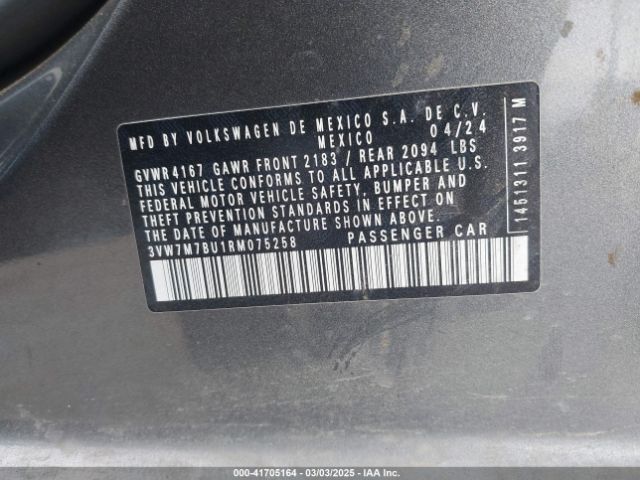 MFD BY VOLKSWAGEN DE MEXICO S.A. DE C.V.
MEXICO 04/24
GVWR 4167 GAWR FRONT 2183 / REAR 2094 LBS
THIS VEHICLE CONFORMS TO ALL APPLICABLE U.S.
FEDERAL MOTOR VEHICLE SAFETY, BUMPER AND
THEFT PREVENTION STANDARDS IN EFFECT ON
THE DATE OF MANUFACTURE SHOWN ABOVE.
3VW7M7BU1RM075258 PASSENGER CAR
1451311 3917 M
000-41705164 - 03/03/2025 - IAA Inc.